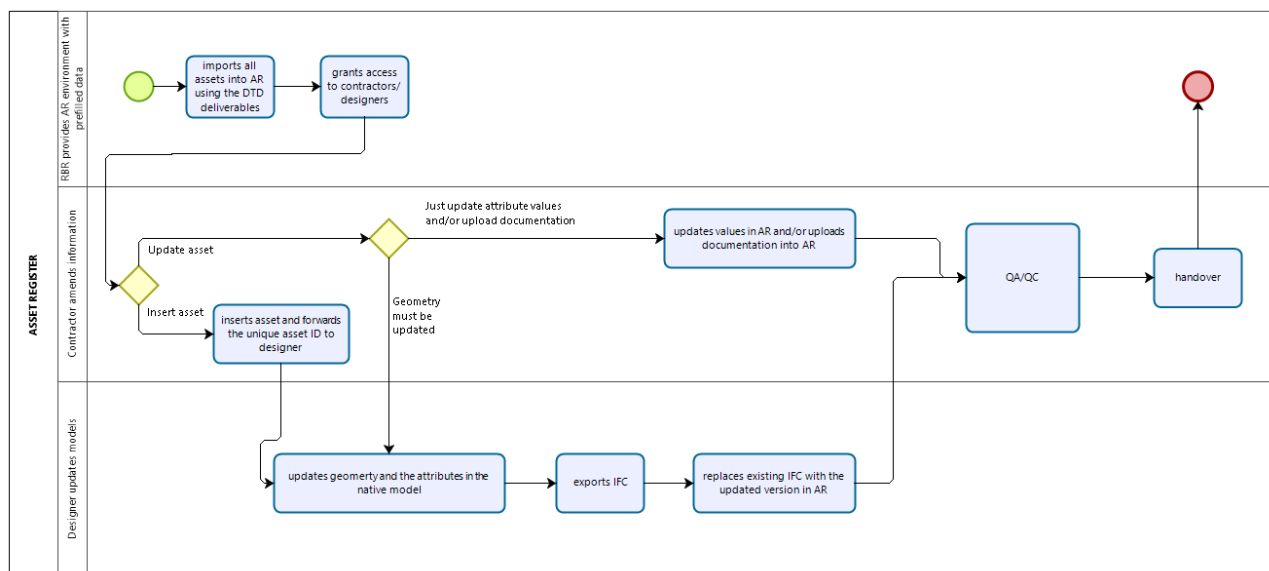 ASSET REGISTER
RBR provides AR environment with
prefilled data
imports all
assets into AR
using the DTD
deliverables
grants access
to contractors/
designers
Contractor amends information
Update asset
Insert asset
Just update attribute values
and/or upload documentation
Geometry
must be
updated
inserts asset and forwards
the unique asset ID to
designer
updates values in AR and/or uploads
documentation into AR
QA/QC
handover
Designer updates models
updates geomerty and the attributes in the
native model
exports IFC
replaces existing IFC with the
updated version in AR